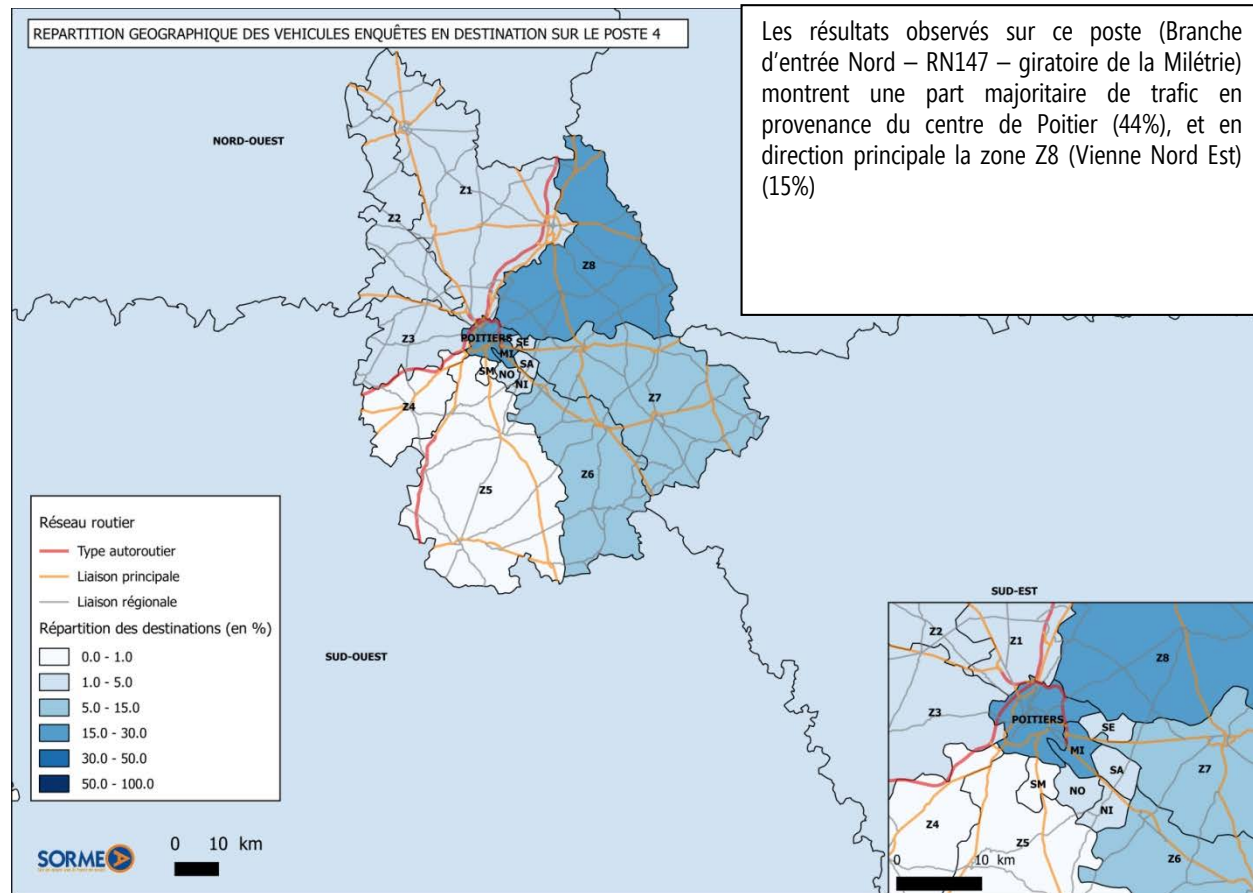 REPARTITION GEOGRAPHIQUE DES VEHICULES ENQUÊTES EN DESTINATION SUR LE POSTE 4
Les résultats observés sur ce poste (Branche
d'entrée Nord – RN147 – giratoire de la Milétrie)
montrent une part majoritaire de trafic en
provenance du centre de Poitier (44%), et en
direction principale la zone Z8 (Vienne Nord Est)
(15%)
NORD-OUEST
Z1
Z2
Z8
Z3
POITIERS
SE
MI
SA
SM
NO
NI
Z4
Z7
Z6
Z5
SUD-OUEST
SUD-EST
Réseau routier
Type autoroutier
Liaison principale
Liaison régionale
Répartition des destinations (en %)
0.0 - 1.0
1.0 - 5.0
5.0 - 15.0
15.0 - 30.0
30.0 - 50.0
50.0 - 100.0
SORMEA
0 10 km
Z2
Z1
Z8
Z3
POITIERS
SE
MI
SA
Z7
SM
NO
NI
Z4
Z5
Z6
0 10 km